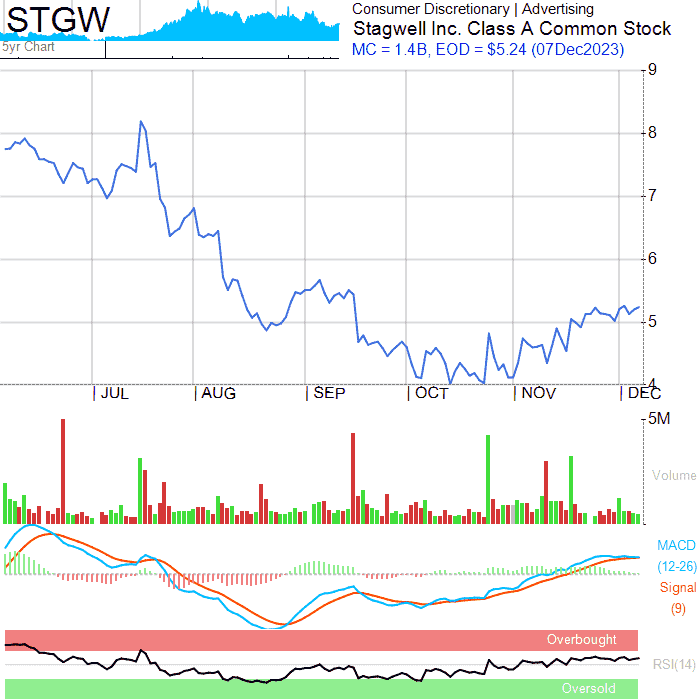 STGW
5yr Chart
Consumer Discretionary | Advertising
Stagwell Inc. Class A Common Stock
MC = 1.4B, EOD = $5.24 (07Dec2023)
9
8
7
6
5
4
JUL AUG SEP OCT NOV DEC
5M
Volume
MACD
(12-26)
Signal
(9)
Overbought
RSI(14)
Oversold